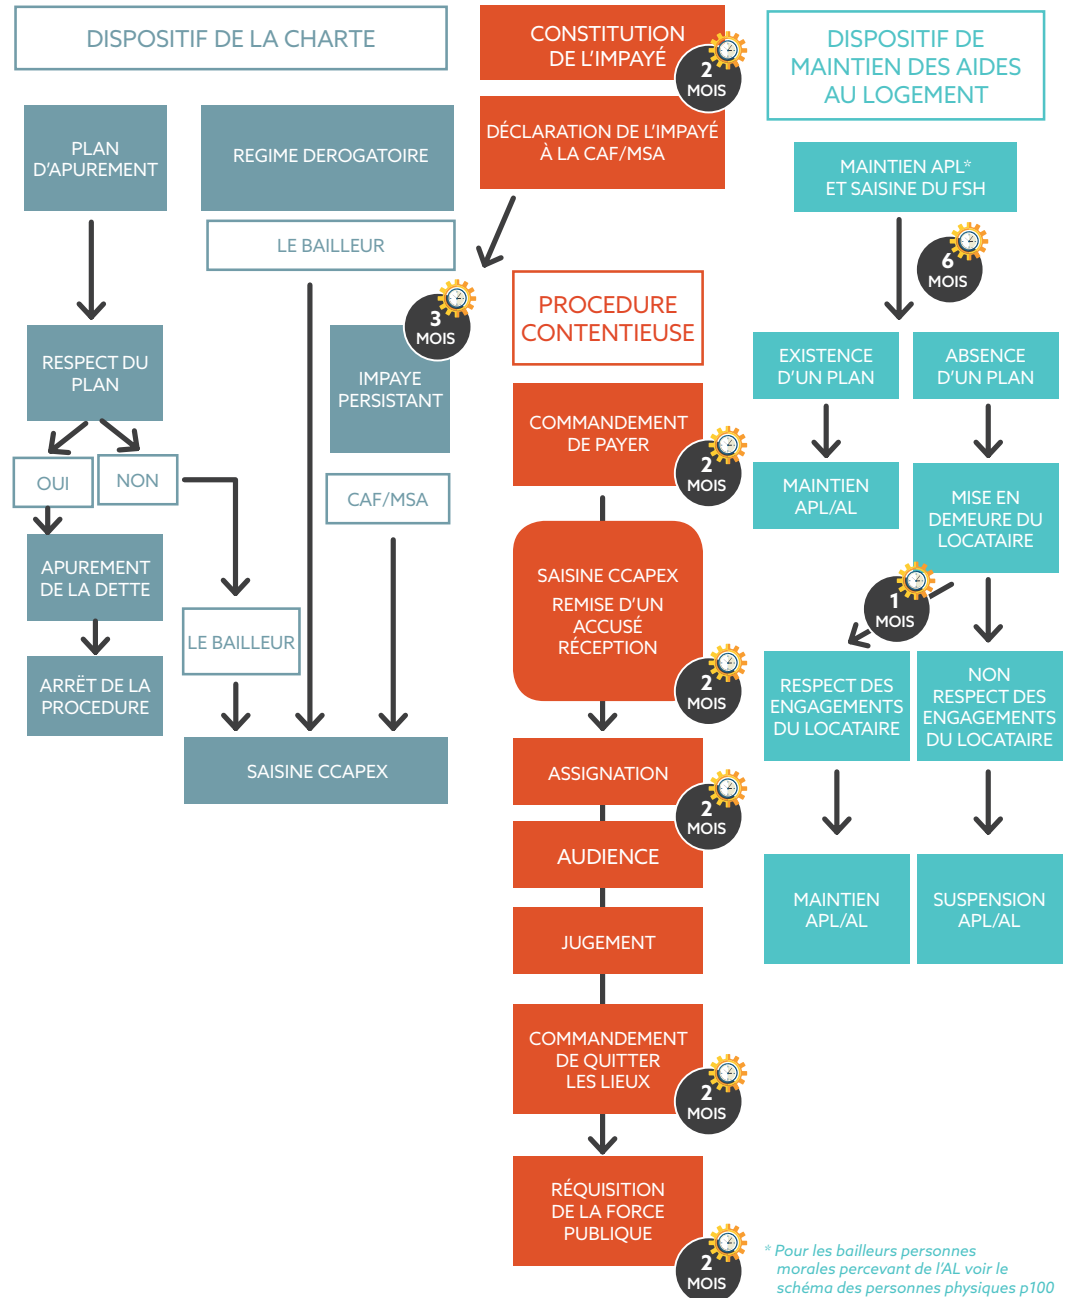 DISPOSITIF DE LA CHARTE
PLAN
D'APUREMENT
REGIME DEROGATOIRE
LE BAILLEUR
RESPECT DU
PLAN
OUI
NON
3
MOIS
IMPAYE
PERSISTANT
CAF/MSA
APUREMENT
DE LA DETTE
LE BAILLEUR
ARRËT DE LA
PROCEDURE
SAISINE CCAPEX
CONSTITUTION
DE L'IMPAYÉ
2
MOIS
DÉCLARATION DE L'IMPAYÉ
À LA CAF/MSA
PROCEDURE
CONTENTIEUSE
COMMANDEMENT
DE PAYER
2
MOIS
SAISINE CCAPEX
REMISE D'UN
ACCUSÉ
RÉCEPTION
2
MOIS
ASSIGNATION
2
MOIS
AUDIENCE
JUGEMENT
COMMANDEMENT
DE QUITTER
LES LIEUX
2
MOIS
RÉQUISITION
DE LA FORCE
PUBLIQUE
2
MOIS
DISPOSITIF DE
MAINTIEN DES AIDES
AU LOGEMENT
MAINTIEN APL*
ET SAISINE DU FSH
6
MOIS
EXISTENCE
D'UN PLAN
ABSENCE
D'UN PLAN
MAINTIEN
APL/AL
MISE EN
DEMEURE DU
LOCATAIRE
1
MOIS
RESPECT DES
ENGAGEMENTS
DU LOCATAIRE
NON
RESPECT DES
ENGAGEMENTS
DU LOCATAIRE
MAINTIEN
APL/AL
SUSPENSION
APL/AL
* Pour les bailleurs personnes
morales percevant de l'AL voir le
schéma des personnes physiques p100